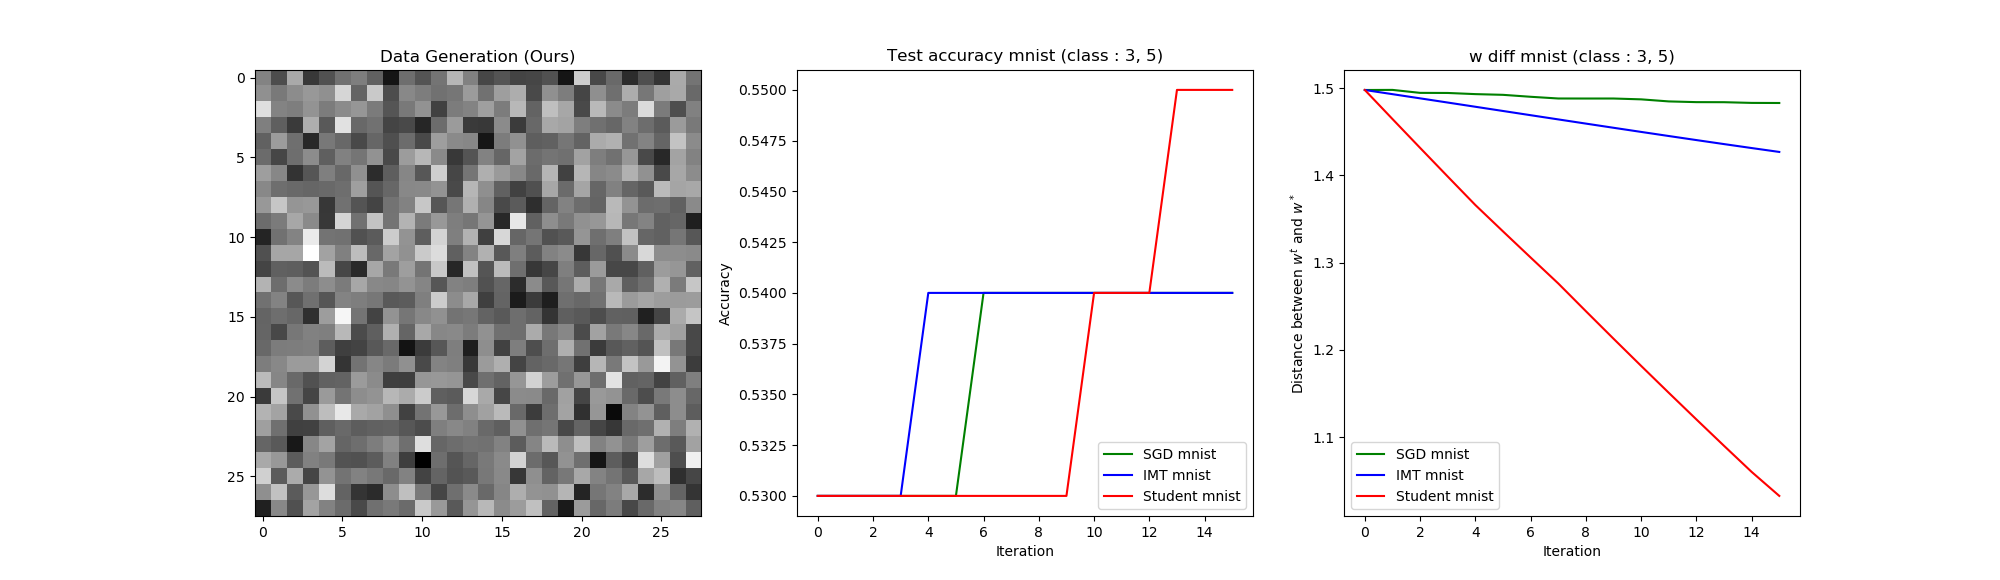 Data Generation (Ours)
0
5
10
15
20
25
0 5 10 15 20 25
Test accuracy mnist (class : 3, 5)
Accuracy
0.5500
0.5475
0.5450
0.5425
0.5400
0.5375
0.5350
0.5325
0.5300
SGD mnist
IMT mnist
Student mnist
0 2 4 6 8 10 12 14
Iteration
w diff mnist (class : 3, 5)
Distance between w^t and w^*
1.5
1.4
1.3
1.2
1.1
SGD mnist
IMT mnist
Student mnist
0 2 4 6 8 10 12 14
Iteration